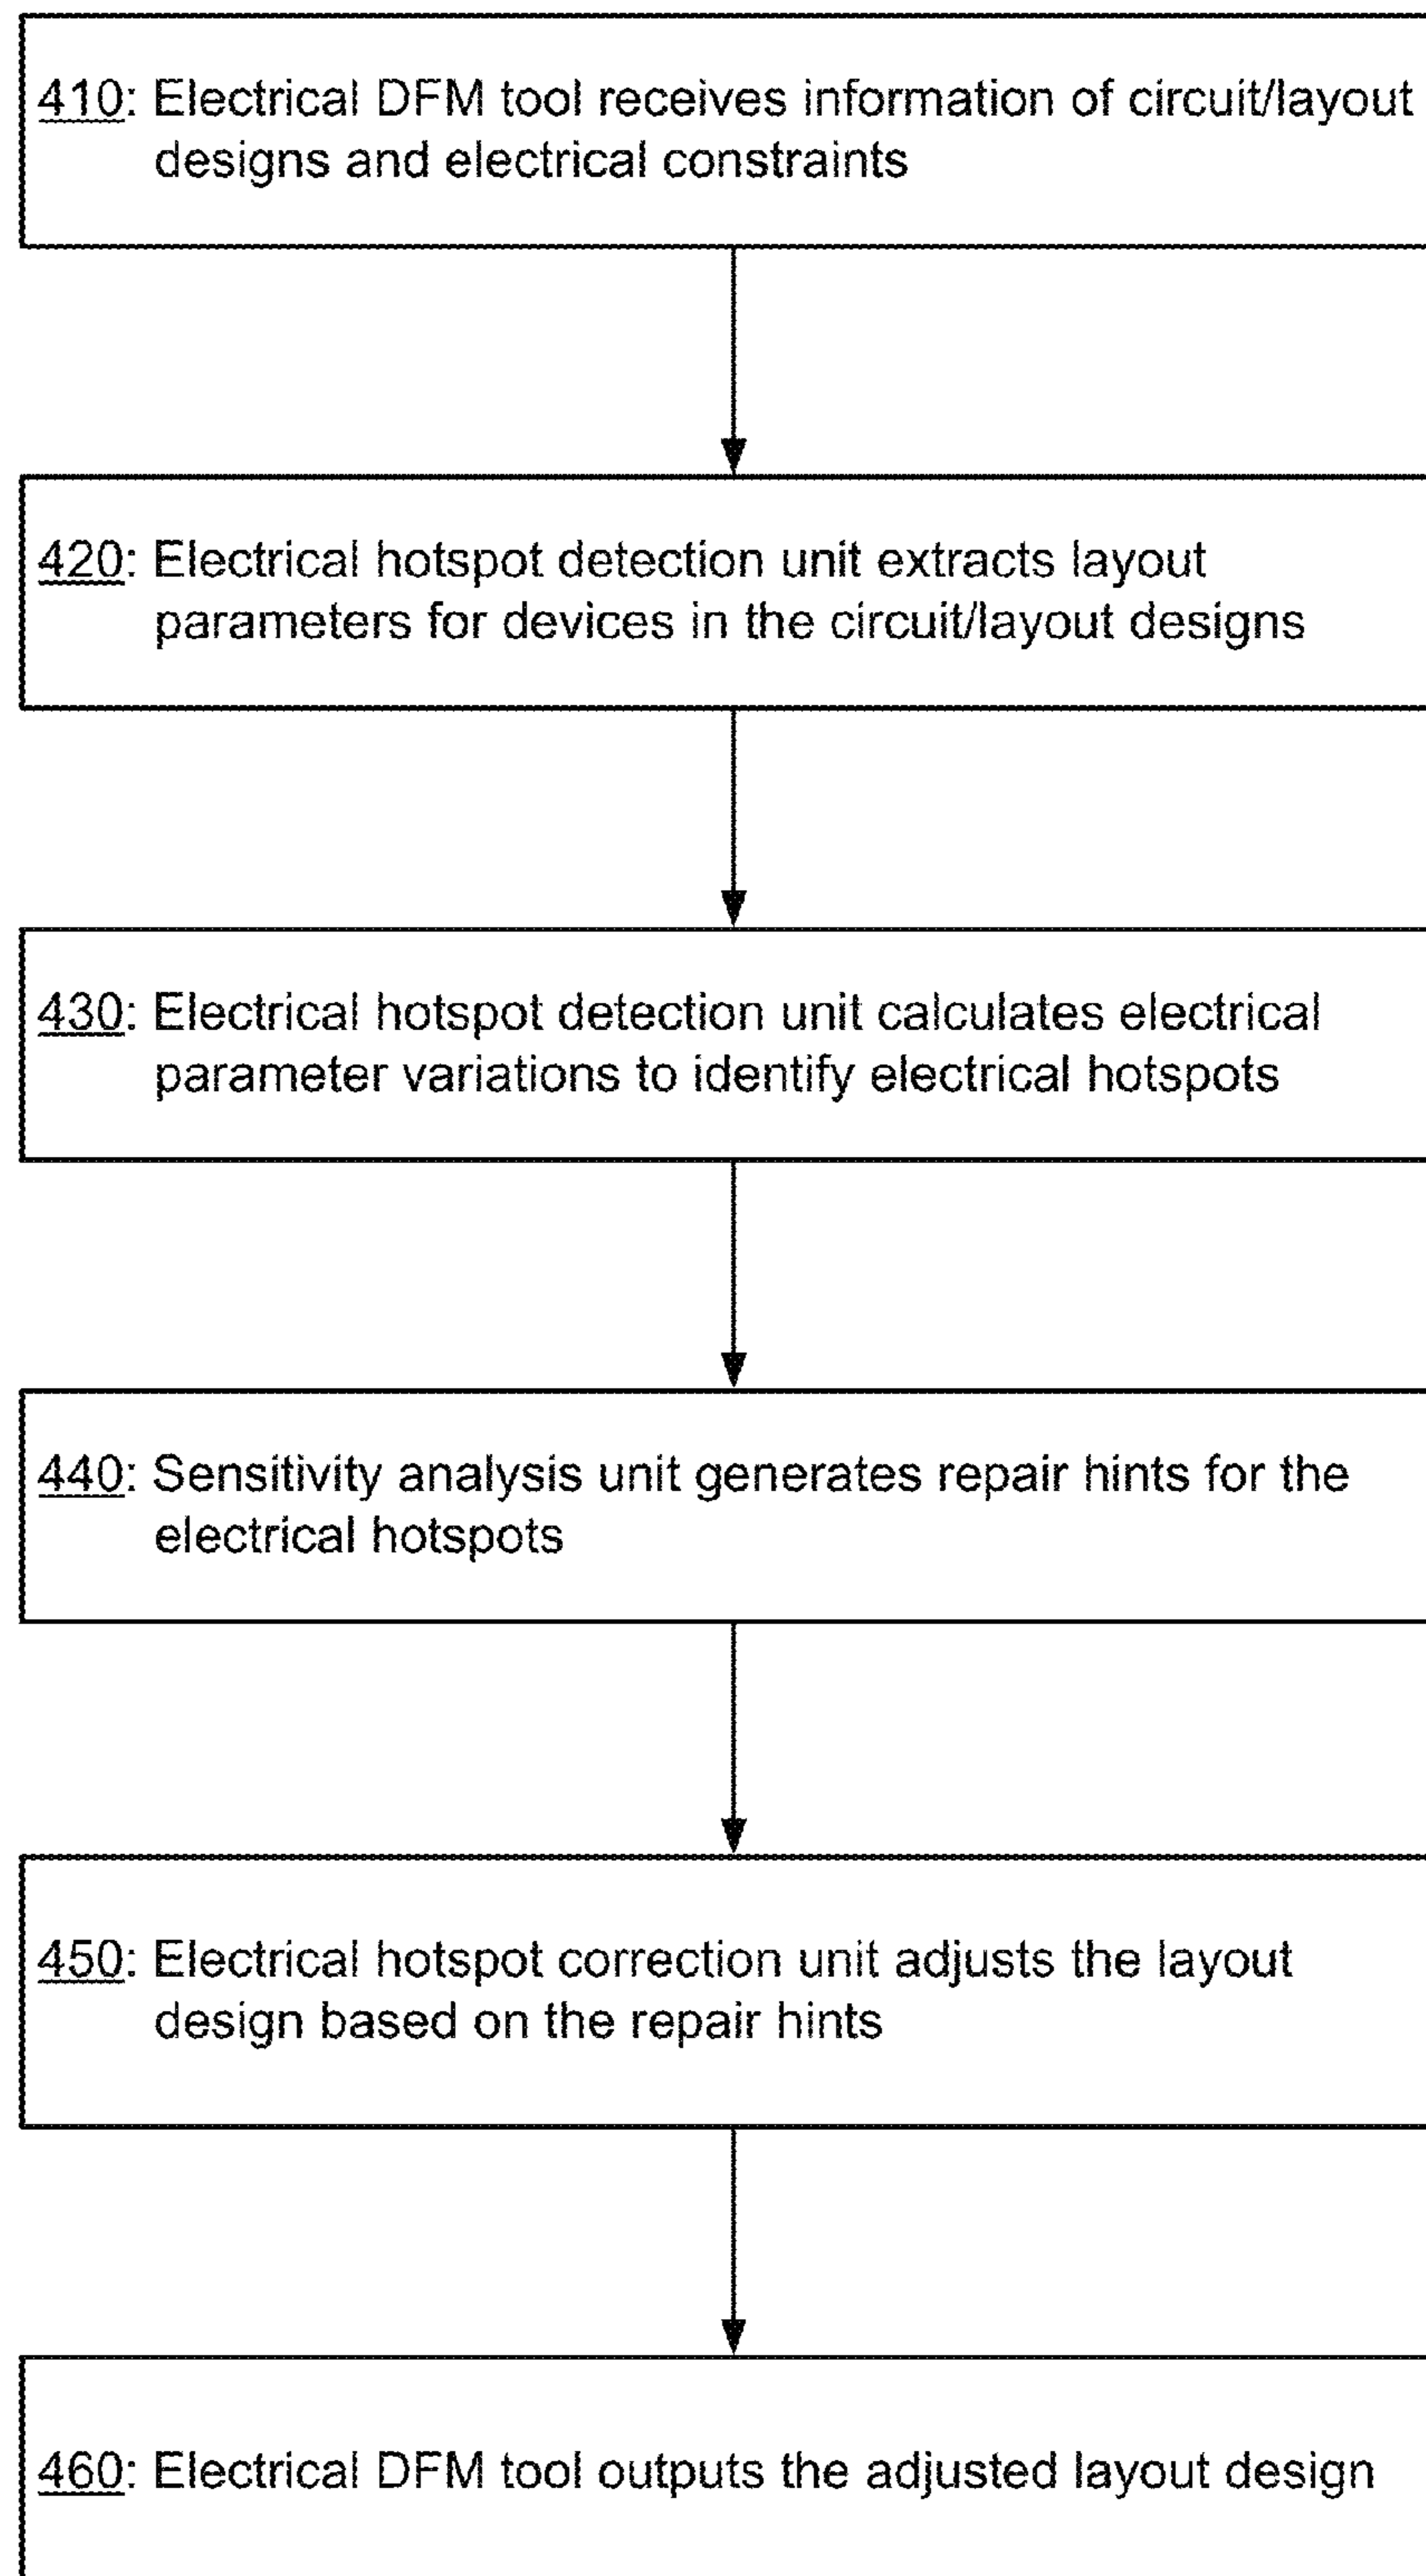 410: Electrical DFM tool receives information of circuit/layout
designs and electrical constraints
420: Electrical hotspot detection unit extracts layout
parameters for devices in the circuit/layout designs
430: Electrical hotspot detection unit calculates electrical
parameter variations to identify electrical hotspots
440: Sensitivity analysis unit generates repair hints for the
electrical hotspots
450: Electrical hotspot correction unit adjusts the layout
design based on the repair hints
460: Electrical DFM tool outputs the adjusted layout design